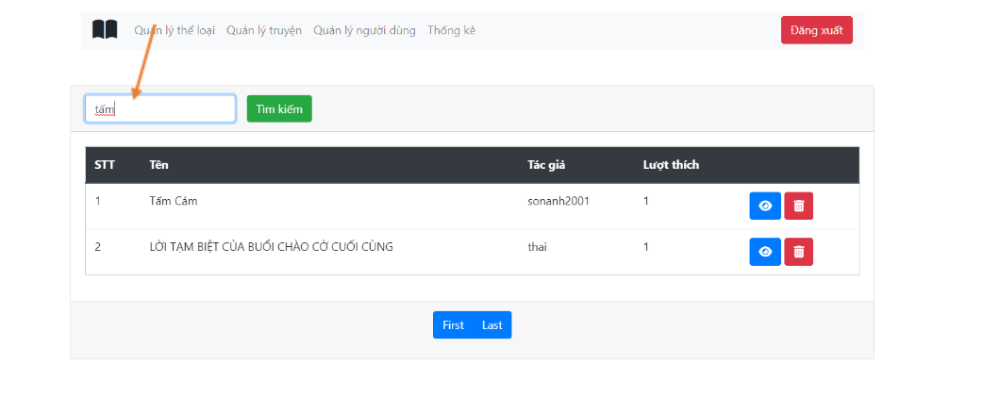 Quản lý thể loại Quản lý truyện Quản lý người dùng Thống kê Đăng xuất
tấm Tìm kiếm
STT Tên Tác giả Lượt thích
1 Tấm Cám sonanh2001 1
2 LỜI TẠM BIỆT CỦA BUỔI CHÀO CỜ CUỐI CÙNG thai 1
First Last